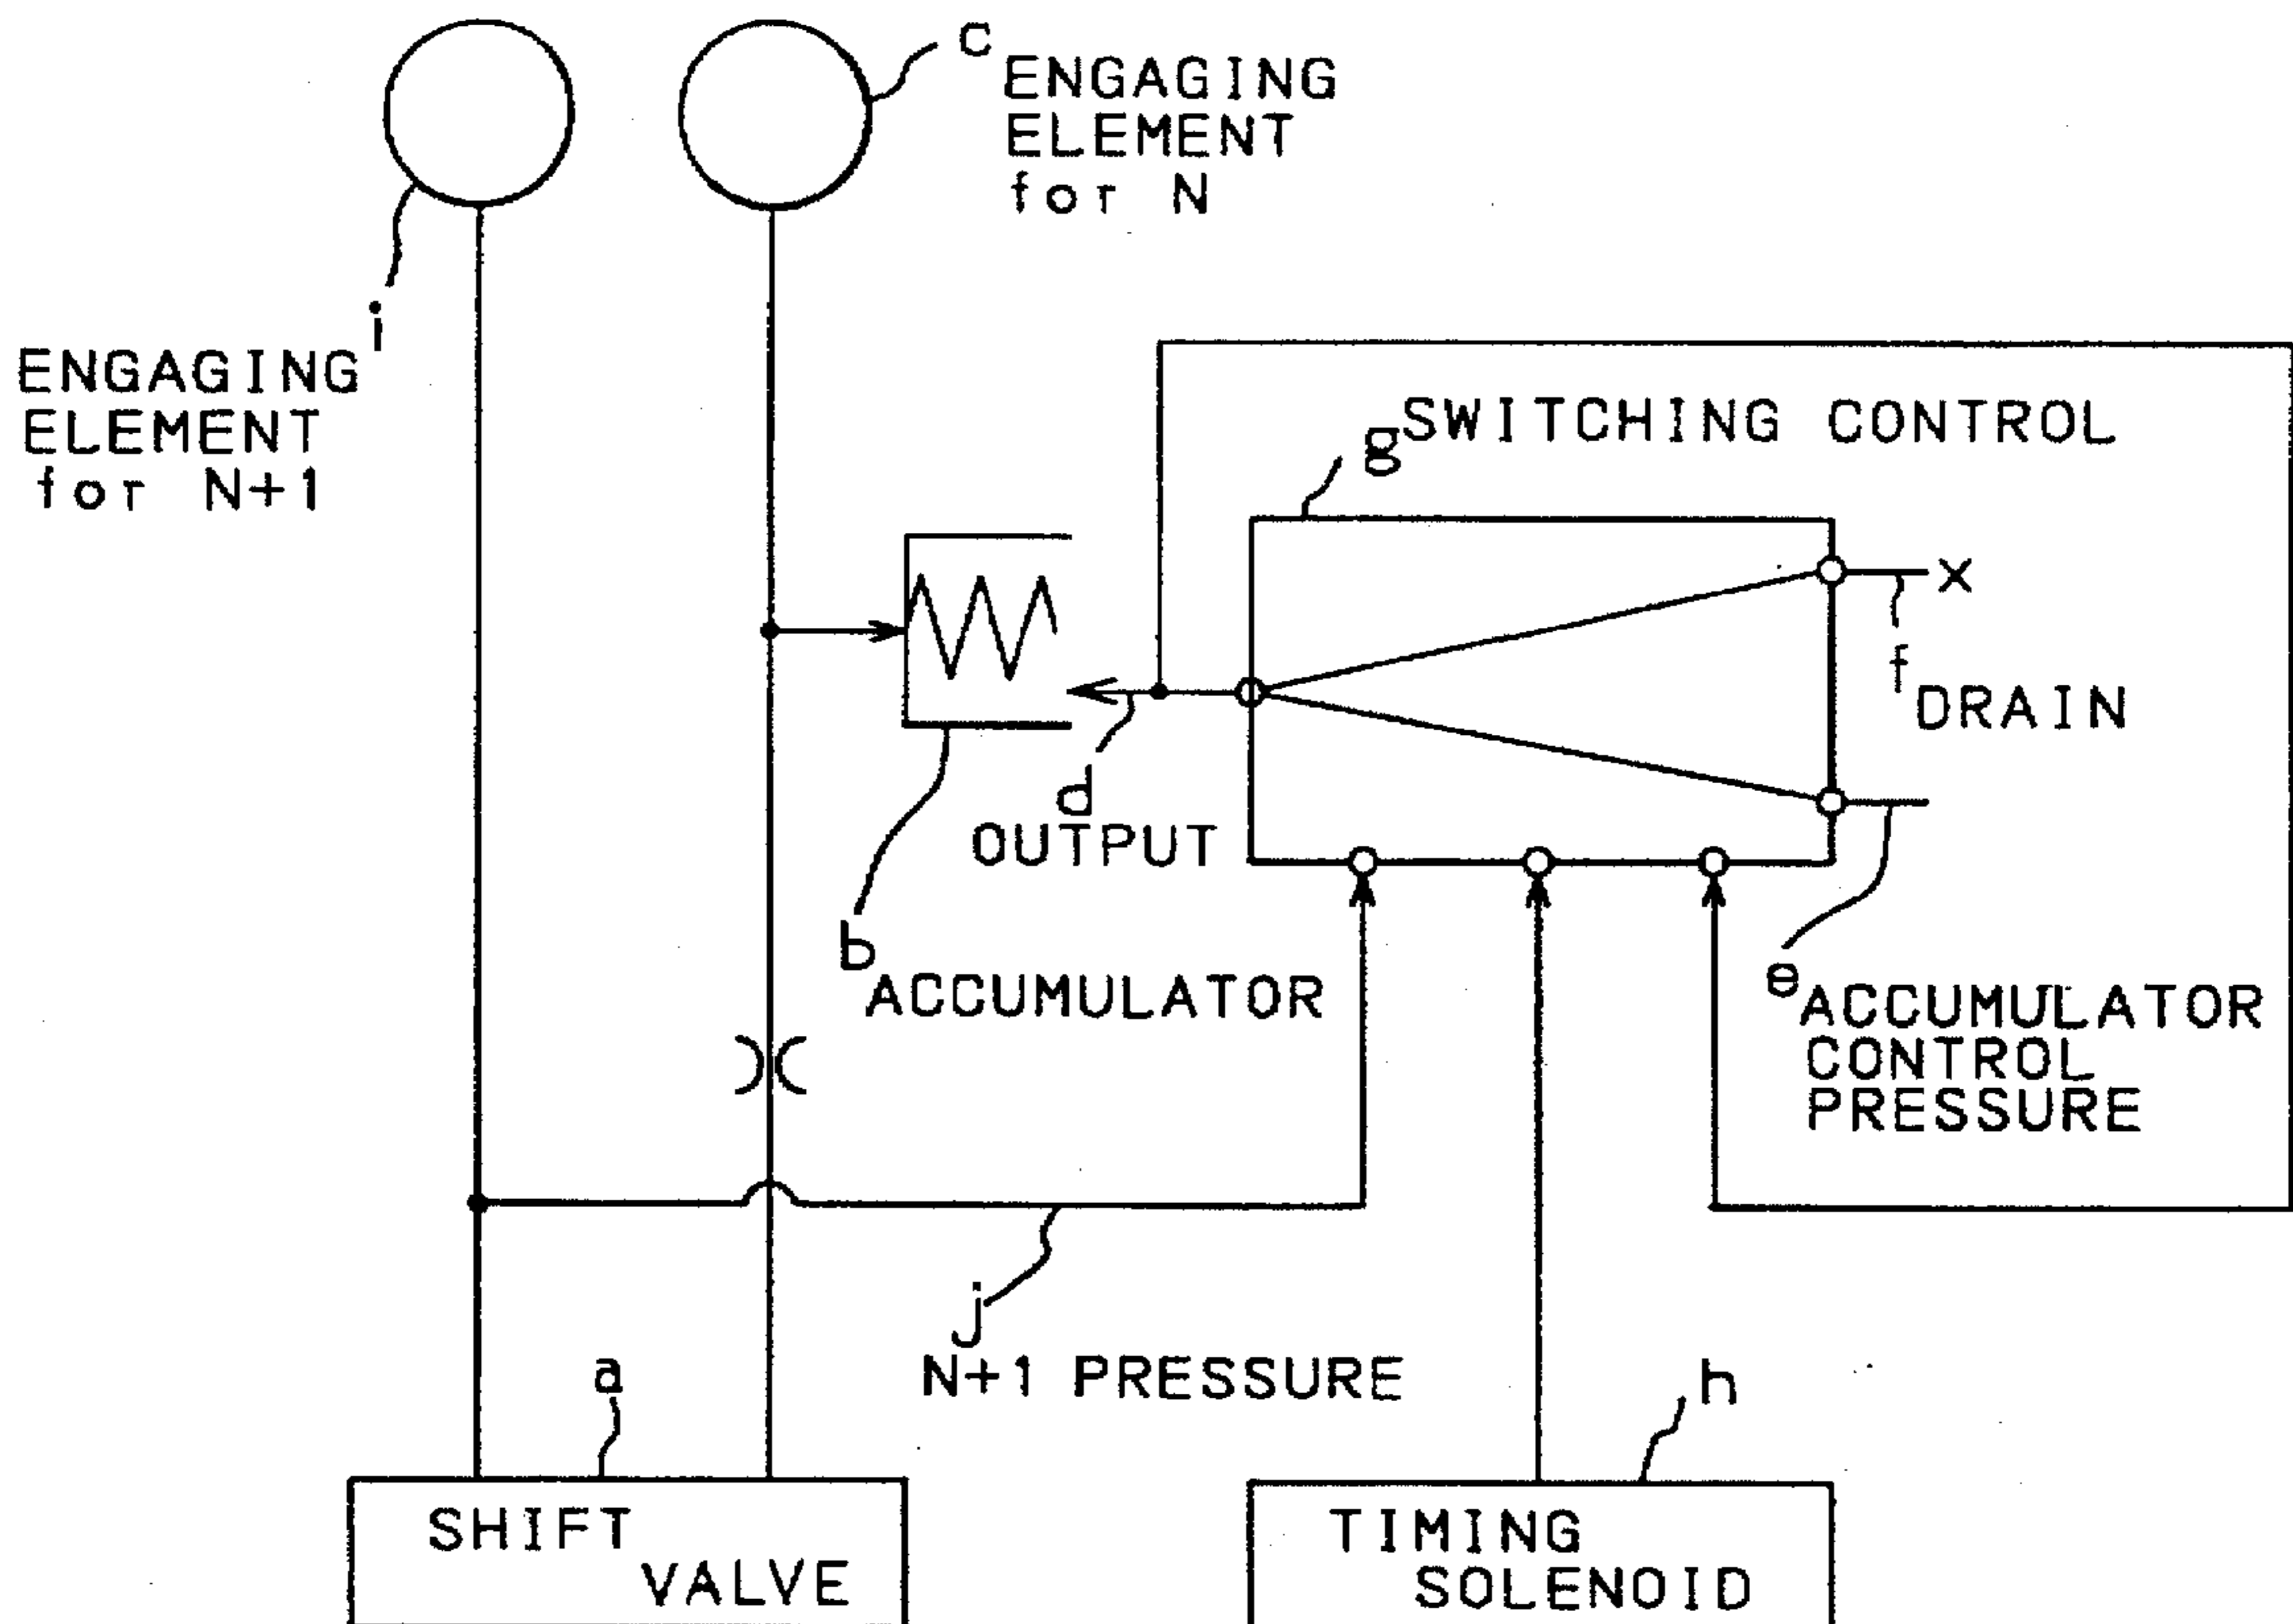 c
ENGAGING
ELEMENT
for N
i
ENGAGING
ELEMENT
for N+1
g
SWITCHING CONTROL
x
f
DRAIN
d
OUTPUT
b
ACCUMULATOR
e
ACCUMULATOR
CONTROL
PRESSURE
j
N+1 PRESSURE
a
h
SHIFT
VALVE
TIMING
SOLENOID